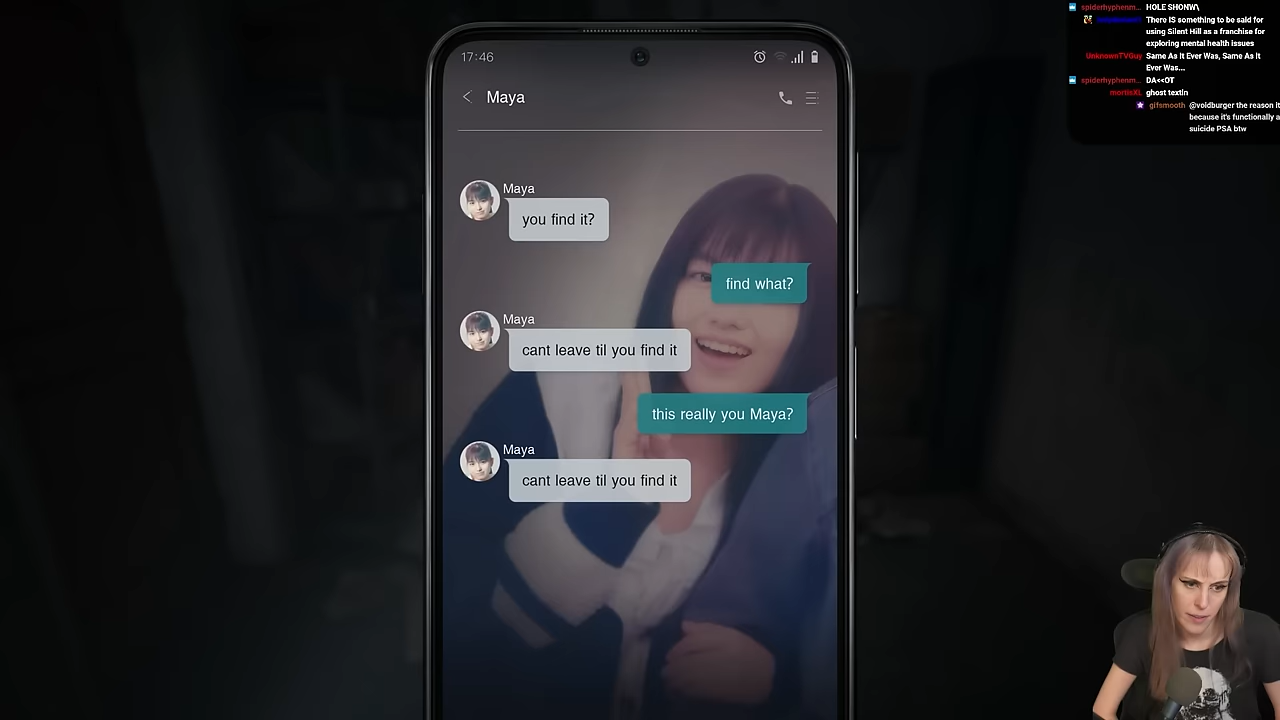 17:46
Maya
Maya
you find it?
find what?
Maya
cant leave til you find it
this really you Maya?
Maya
cant leave til you find it
spiderhyphenm... HOLE SHONW\
There IS something to be said for
using Silent Hill as a franchise for
exploring mental health issues
UnknownTVGuy Same As It Ever Was, Same As It
Ever Was...
spiderhyphenm... DA<<OT
mortisXL ghost textin
gifsmooth @voidburger the reason it
because it's functionally a
suicide PSA btw